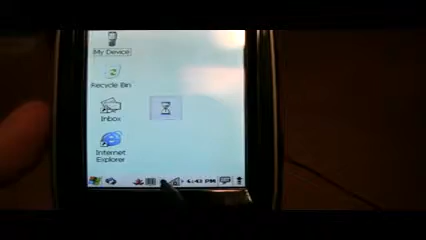 My Device
Recycle Bin
Inbox
Internet
Explorer
4:43 PM